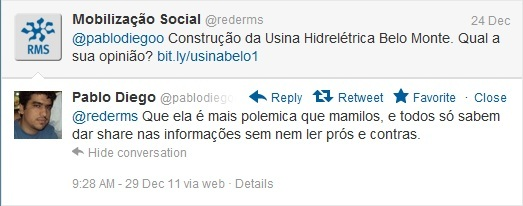 Mobilização Social @rederms 24 Dec
@pablodiegoo Construção da Usina Hidrelétrica Belo Monte. Qual a
sua opinião? bit.ly/usinabelo1
RMS
Pablo Diego @pablodieg Reply Retweet Favorite · Close
@rederms Que ela é mais polemica que mamilos, e todos só sabem
dar share nas informações sem nem ler prós e contras.
Hide conversation
9:28 AM - 29 Dec 11 via web · Details